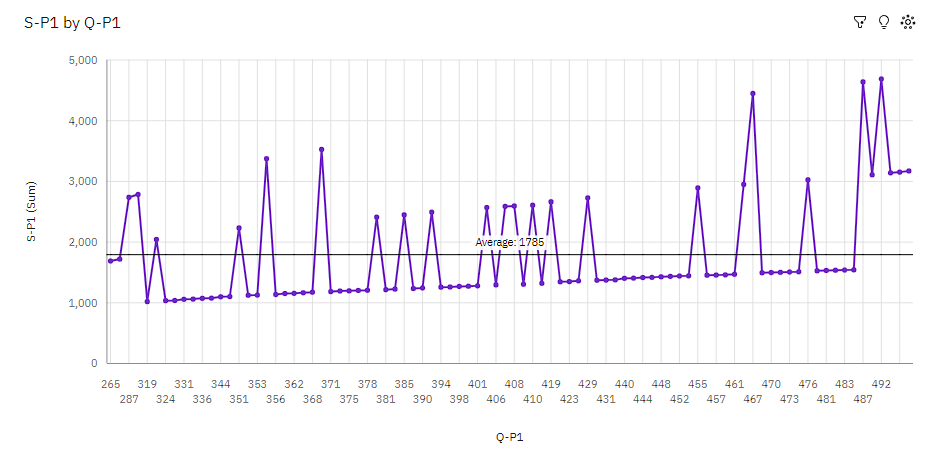 S-P1 by Q-P1
5,000
4,000
3,000
2,000
1,000
0
S-P1 (Sum)
Average: 1785
265 319 331 344 353 362 371 378 385 394 401 408 419 429 440 448 455 461 470 476 483 492
287 324 336 351 356 368 375 381 390 398 406 410 423 431 444 452 457 467 473 481 487
Q-P1